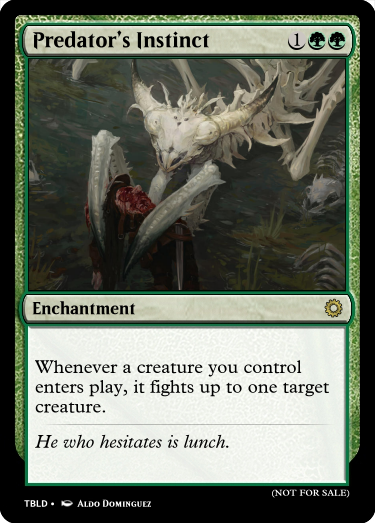 Predator's Instinct 1
Enchantment
Whenever a creature you control
enters play, it fights up to one target
creature.
He who hesitates is lunch.
(NOT FOR SALE)
TBLD • Aldo Dominguez